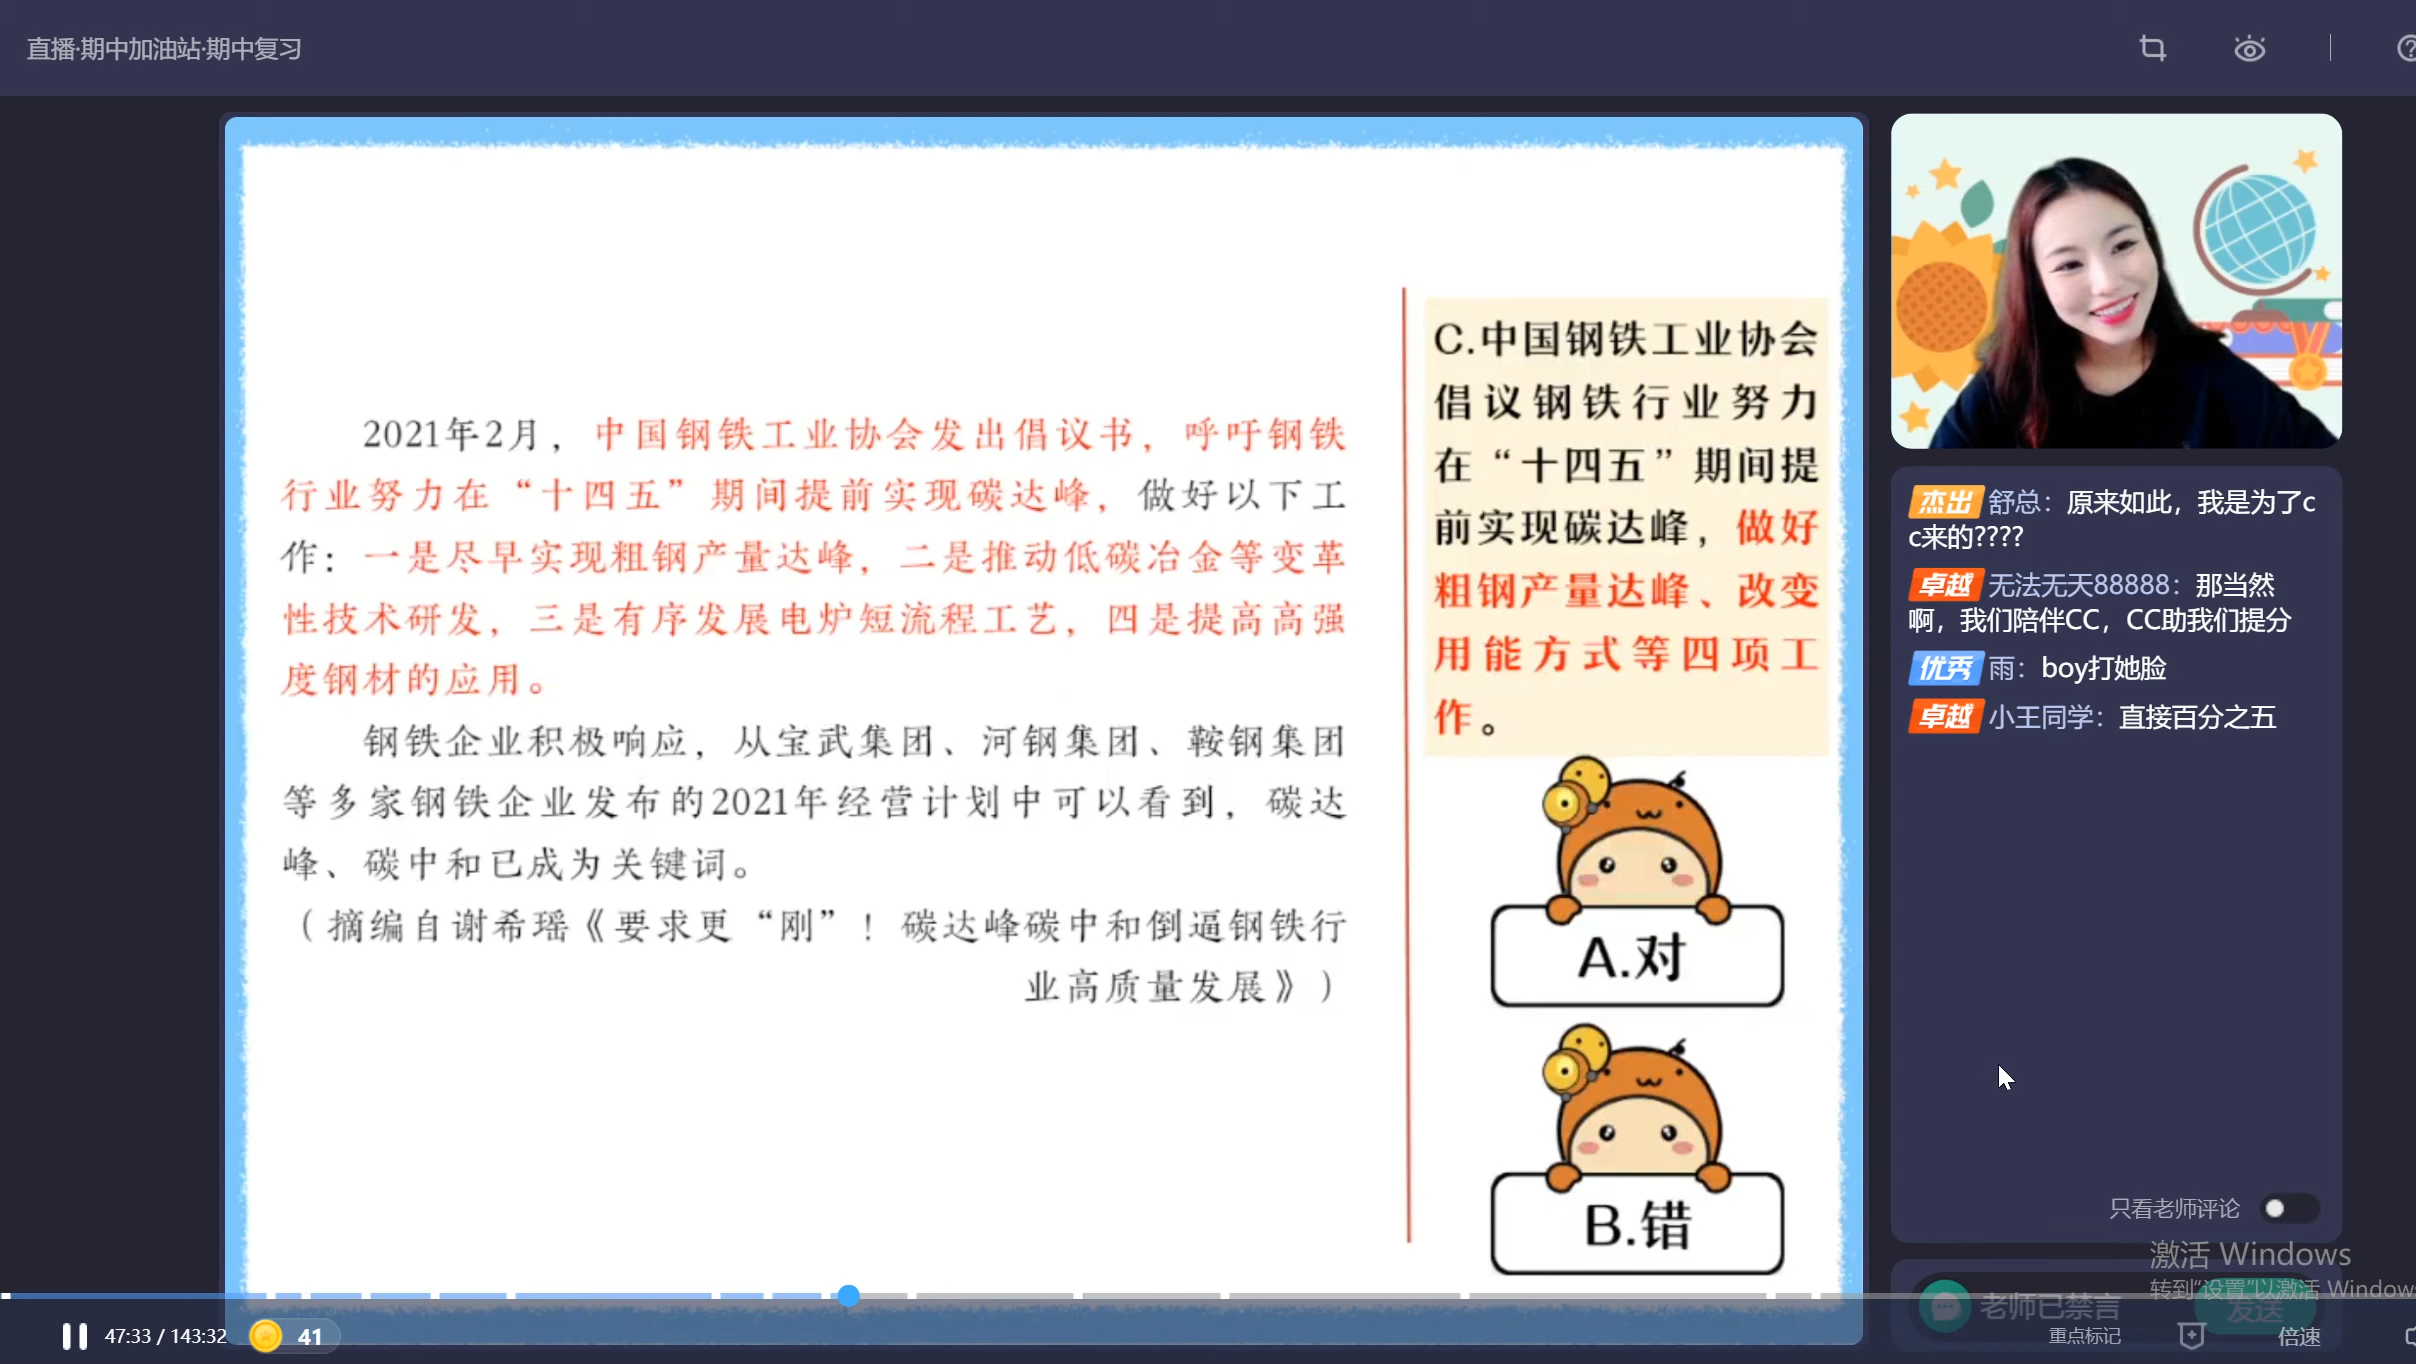 直播·期中加油站·期中复习
2021年2月，中国钢铁工业协会发出倡议书，呼吁钢铁
行业努力在“十四五”期间提前实现碳达峰，做好以下工
作：一是尽早实现粗钢产量达峰，二是推动低碳冶金等变革
性技术研发，三是有序发展电炉短流程工艺，四是提高高强
度钢材的应用。
钢铁企业积极响应，从宝武集团、河钢集团、鞍钢集团
等多家钢铁企业发布的2021年经营计划中可以看到，碳达
峰、碳中和已成为关键词。
（摘编自谢希瑶《要求更“刚”！碳达峰碳中和倒逼钢铁行
业高质量发展》）
C.中国钢铁工业协会
倡议钢铁行业努力
在“十四五”期间提
前实现碳达峰，做好
粗钢产量达峰、改变
用能方式等四项工
作。
A.对
B.错
杰出 舒总：原来如此，我是为了c
c来的????
卓越 无法无天88888：那当然
啊，我们陪伴CC，CC助我们提分
优秀 雨：boy打她脸
卓越 小王同学：直接百分之五
只看老师评论
激活 Windows
转到“设置”以激活 Windows
老师已禁言
发送
47:33 / 143:32
41
重点标记
倍速